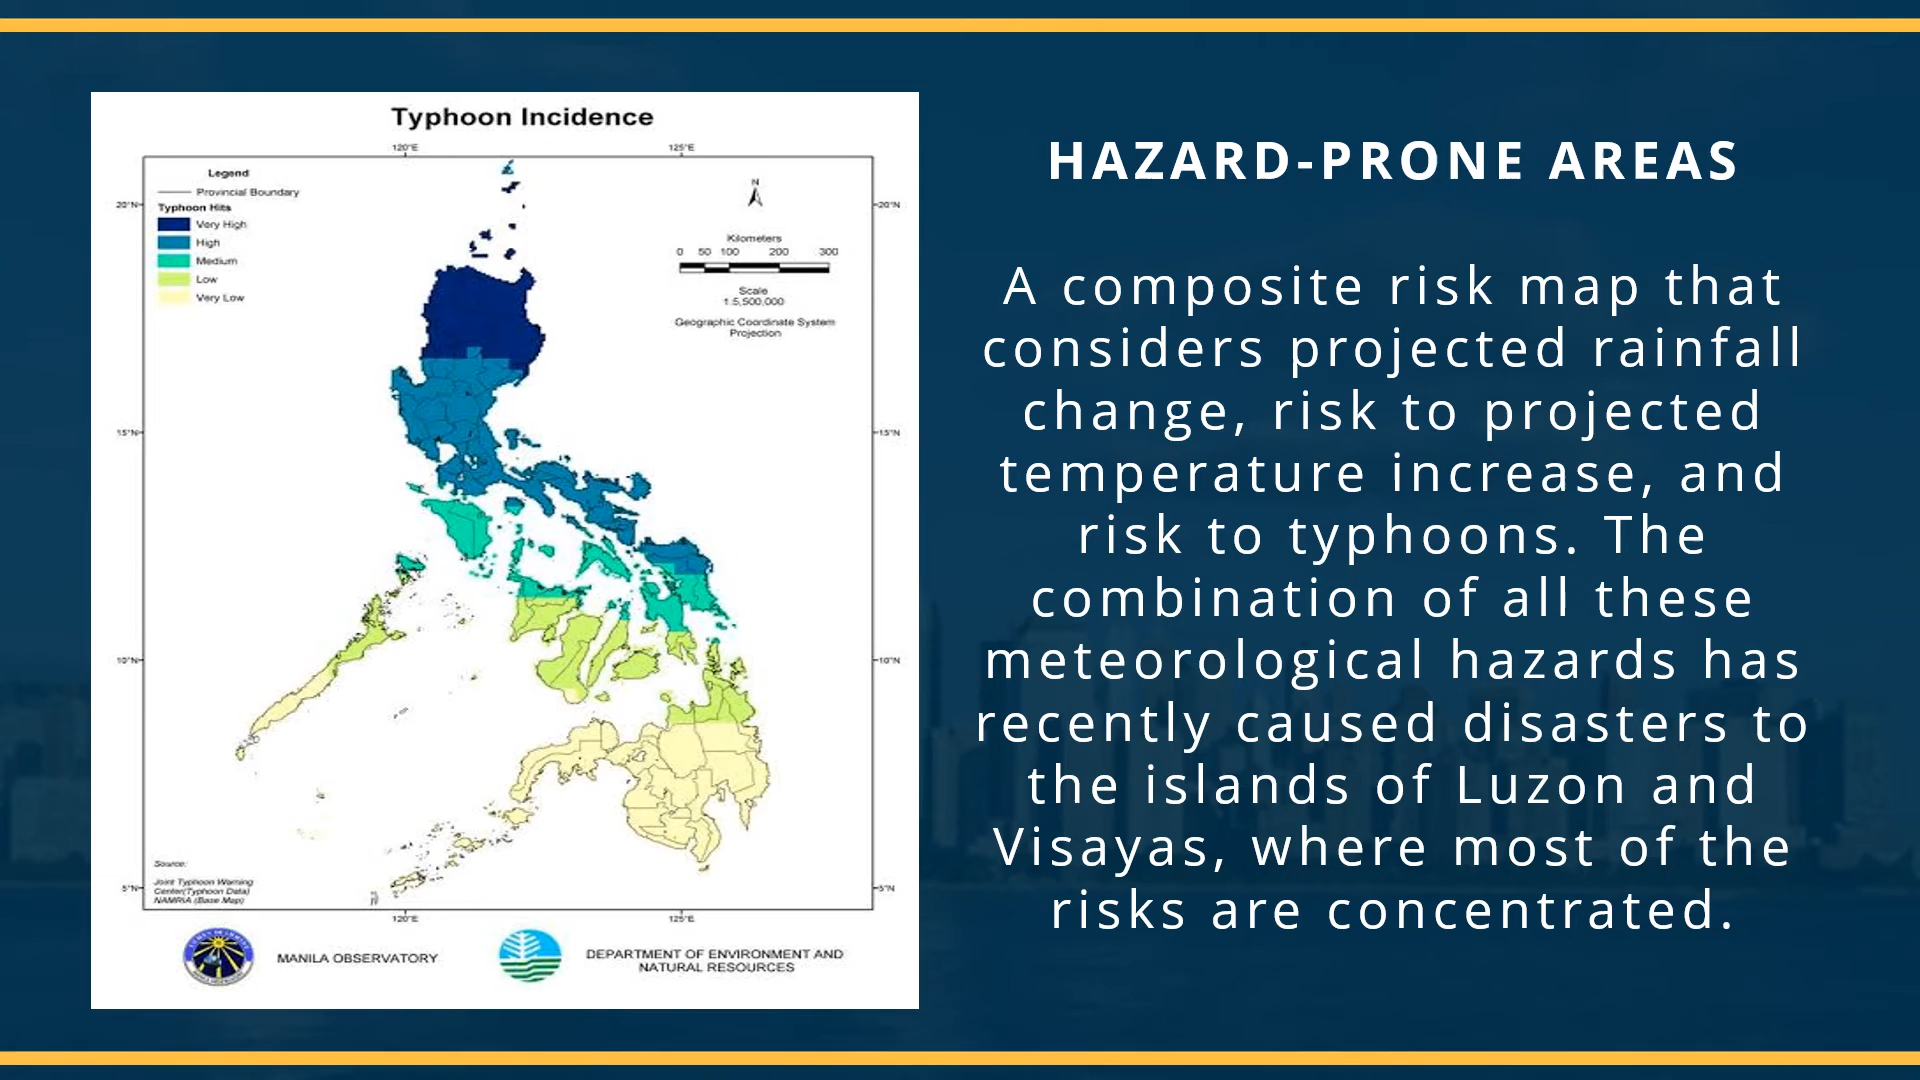 Typhoon Incidence
120°E
125°E
Legend
Provincial Boundary
Typhoon Hits
Very High
High
Medium
Low
Very Low
N
Kilometers
0 50 100 200 300
Scale
1:5,500,000
Geographic Coordinate System
Projection
20°N
20°N
15°N
15°N
10°N
10°N
5°N
5°N
Source:
Joint Typhoon Warning
Center(Typhoon Data)
NAMRIA (Base Map)
120°E
125°E
MANILA OBSERVATORY
DEPARTMENT OF ENVIRONMENT AND
NATURAL RESOURCES
HAZARD-PRONE AREAS
A composite risk map that
considers projected rainfall
change, risk to projected
temperature increase, and
risk to typhoons. The
combination of all these
meteorological hazards has
recently caused disasters to
the islands of Luzon and
Visayas, where most of the
risks are concentrated.